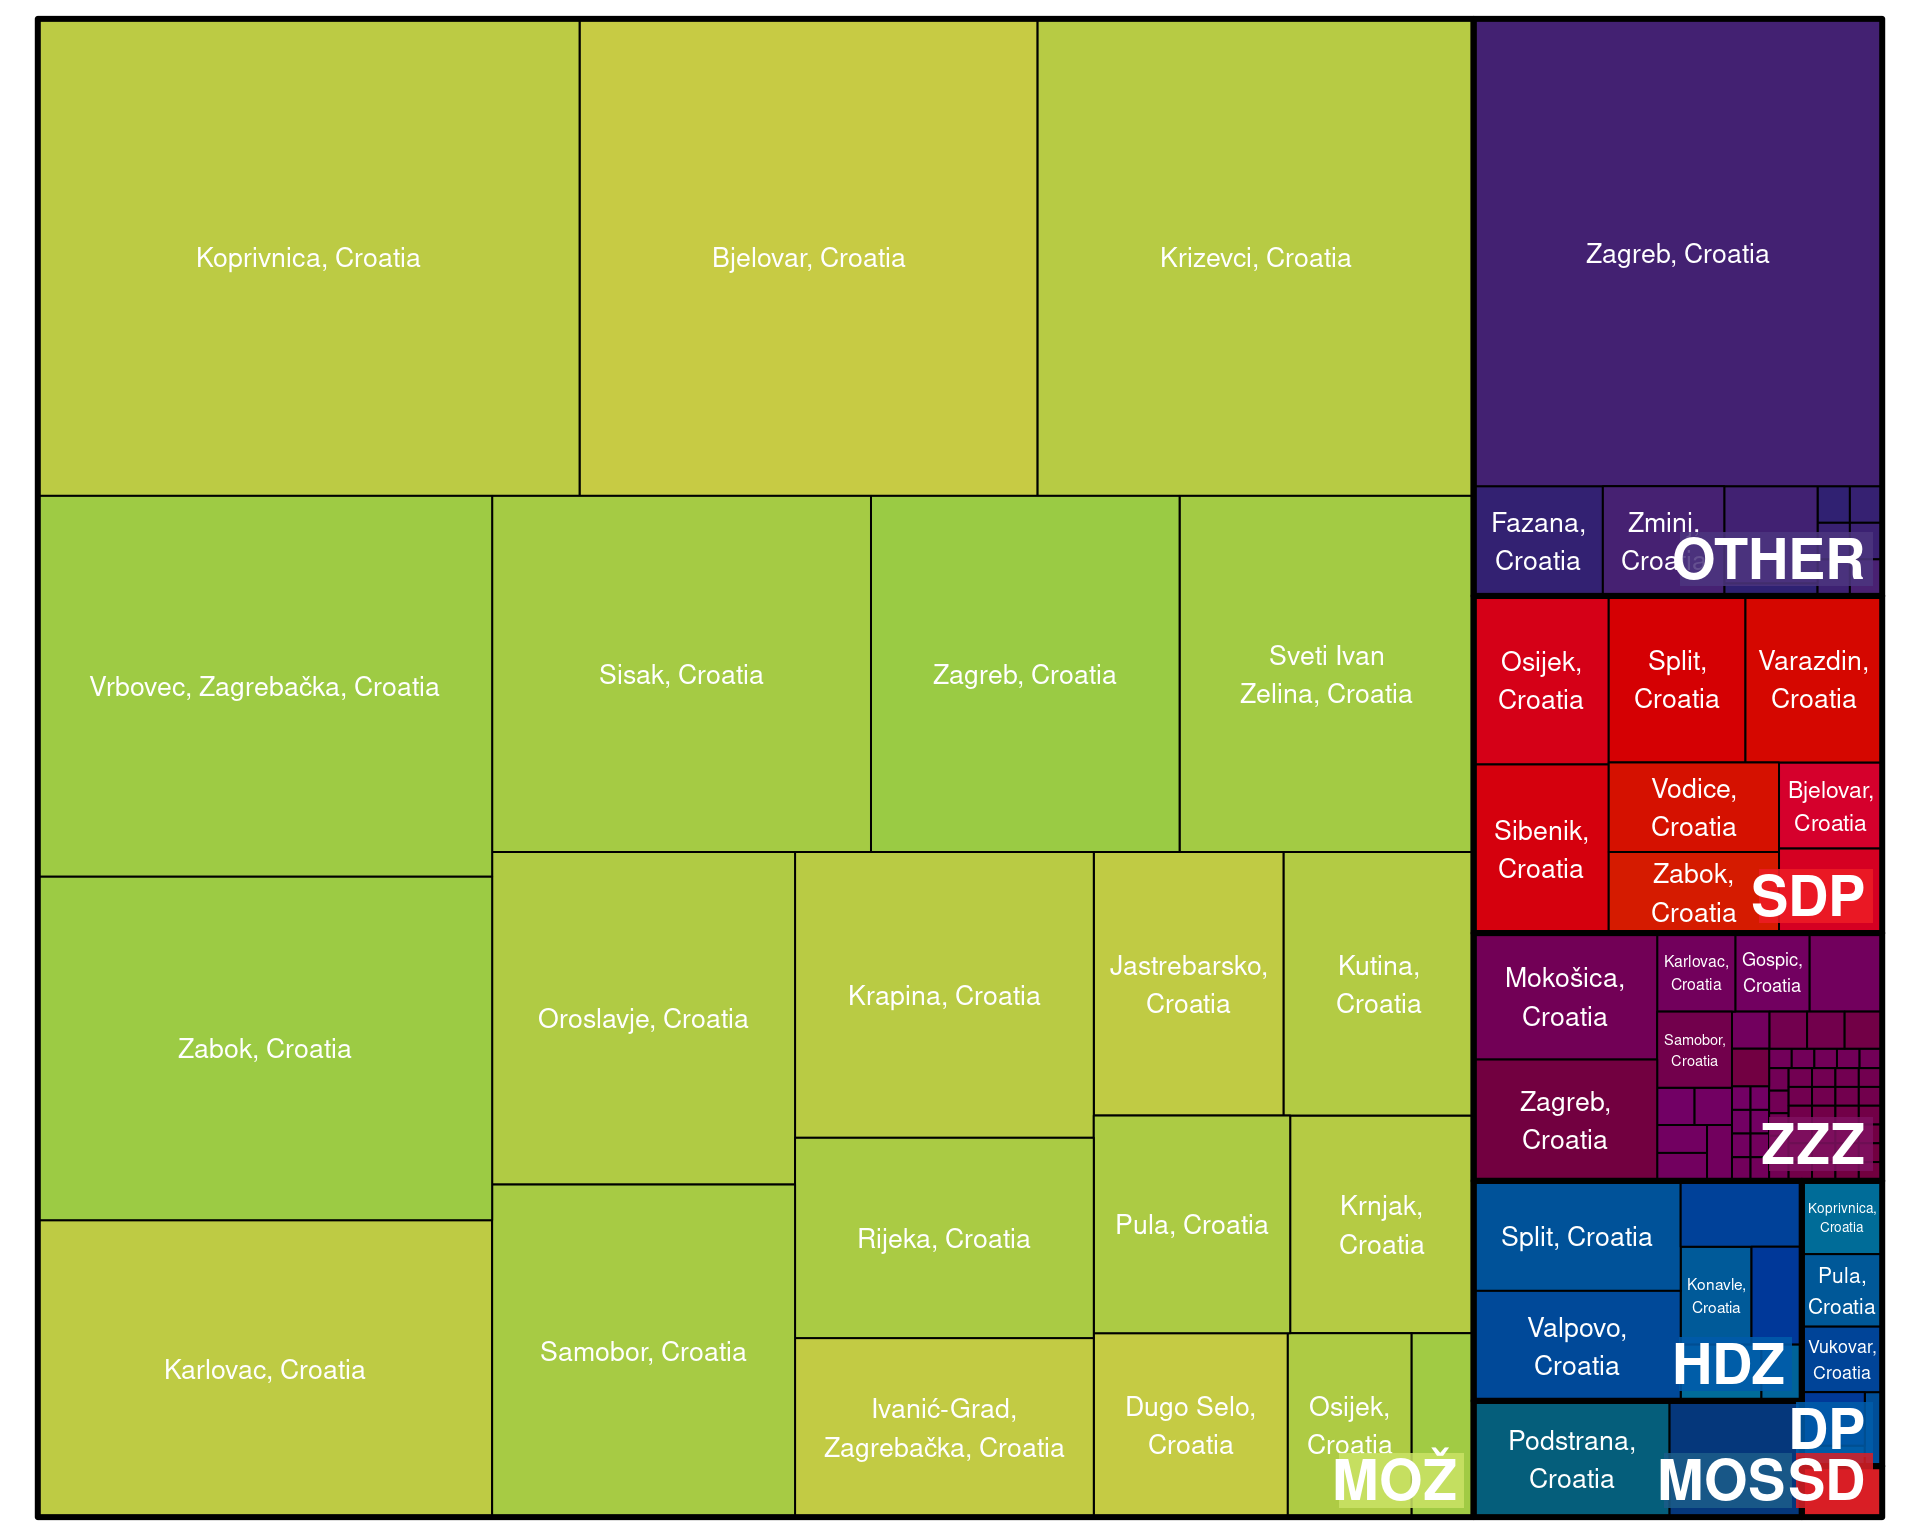 Koprivnica, Croatia
Bjelovar, Croatia
Krizevci, Croatia
Vrbovec, Zagrebačka, Croatia
Sisak, Croatia
Zagreb, Croatia
Sveti Ivan
Zelina, Croatia
Zabok, Croatia
Oroslavje, Croatia
Krapina, Croatia
Jastrebarsko,
Croatia
Kutina,
Croatia
Karlovac, Croatia
Samobor, Croatia
Rijeka, Croatia
Pula, Croatia
Krnjak,
Croatia
Ivanić-Grad,
Zagrebačka, Croatia
Dugo Selo,
Croatia
Osijek,
Croatia
MOŽ
Zagreb, Croatia
Fazana,
Croatia
Zmini.
Croatia
OTHER
Osijek,
Croatia
Split,
Croatia
Varazdin,
Croatia
Sibenik,
Croatia
Vodice,
Croatia
Bjelovar,
Croatia
Zabok,
Croatia
SDP
Mokošica,
Croatia
Karlovac,
Croatia
Gospic,
Croatia
Samobor,
Croatia
Zagreb,
Croatia
ZZZ
Split, Croatia
Konavle,
Croatia
Valpovo,
Croatia
HDZ
Koprivnica,
Croatia
Pula,
Croatia
Vukovar,
Croatia
DP
Podstrana,
Croatia
MOS
SD